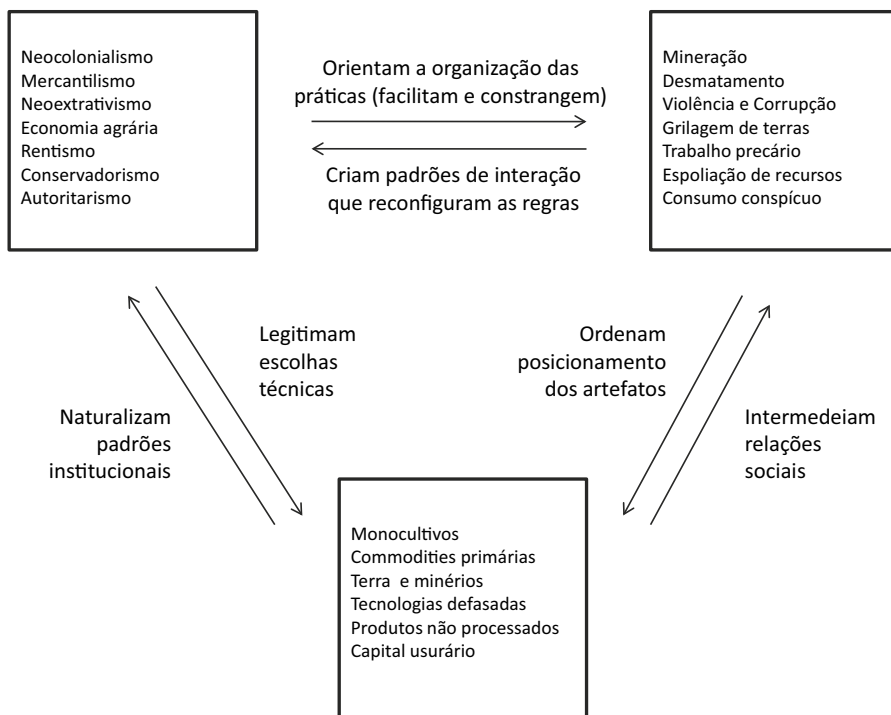 Neocolonialismo
Mercantilismo
Neoextrativismo
Economia agrária
Rentismo
Conservadorismo
Autoritarismo
Orientam a organização das
práticas (facilitam e constrangem)
Criam padrões de interação
que reconfiguram as regras
Mineração
Desmatamento
Violência e Corrupção
Grilagem de terras
Trabalho precário
Espoliação de recursos
Consumo conspícuo
Legitimam
escolhas
técnicas
Naturalizam
padrões
institucionais
Ordenam
posicionamento
dos artefatos
Intermedeiam
relações
sociais
Monocultivos
Commodities primárias
Terra e minérios
Tecnologias defasadas
Produtos não processados
Capital usurário